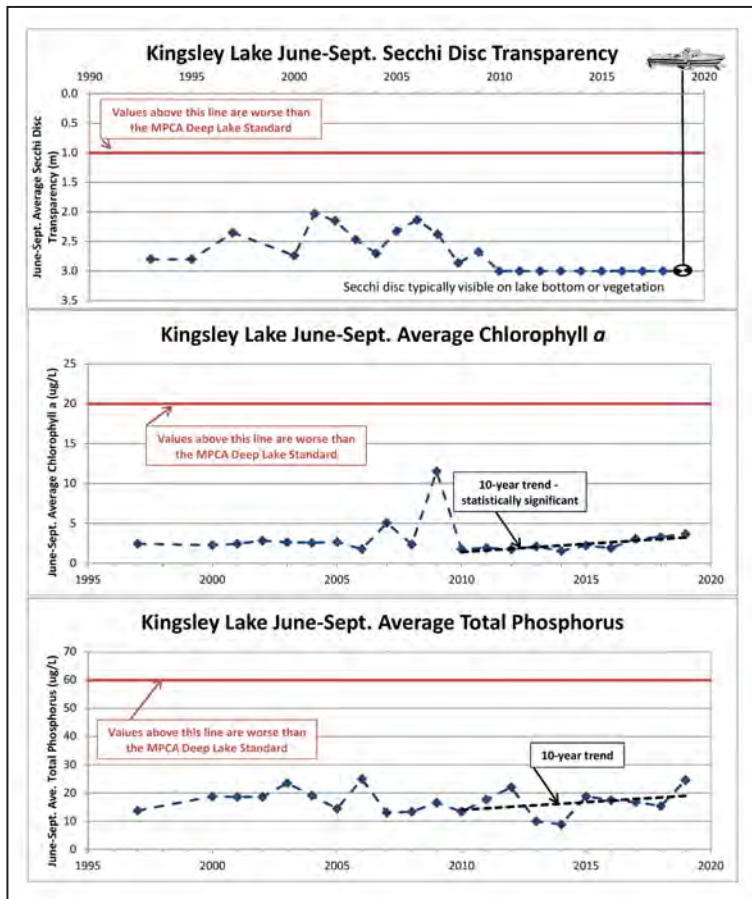 Kingsley Lake June-Sept. Secchi Disc Transparency
1990 1995 2000 2005 2010 2015 2020
June-Sept. Average Secchi Disc
Transparency (m)
0.0
0.5
1.0
1.5
2.0
2.5
3.0
3.5
Values above this line are worse than
the MPCA Deep Lake Standard
Secchi disc typically visible on lake bottom or vegetation
Kingsley Lake June-Sept. Average Chlorophyll a
June-Sept. Average Chlorophyll a (ug/L)
25
20
15
10
5
0
Values above this line are worse than
the MPCA Deep Lake Standard
10-year trend -
statistically significant
1995 2000 2005 2010 2015 2020
Kingsley Lake June-Sept. Average Total Phosphorus
June-Sept. Ave. Total Phosphorus (ug/L)
70
60
50
40
30
20
10
0
Values above this line are worse than
the MPCA Deep Lake Standard
10-year trend
1995 2000 2005 2010 2015 2020